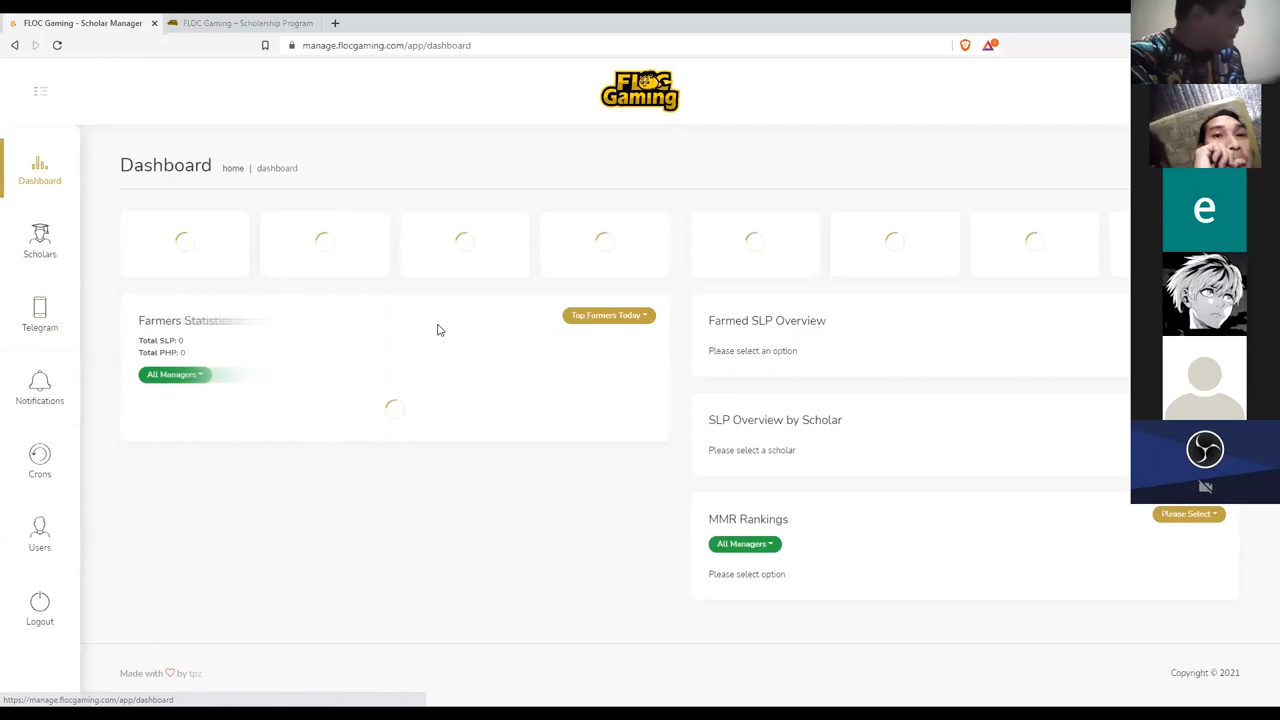 FLOC Gaming - Scholar Manager
FLOC Gaming – Scholarship Program
manage.flocgaming.com/app/dashboard
FLOC
Gaming
Dashboard home | dashboard
Dashboard
Scholars
Telegram
Notifications
Crons
Users
Logout
Farmers Statistics
Top Farmers Today
Total SLP: 0
Total PHP: 0
All Managers
Farmed SLP Overview
Please select an option
SLP Overview by Scholar
Please select a scholar
MMR Rankings
Please Select
All Managers
Please select option
e
Made with by tpz
Copyright © 2021
https://manage.flocgaming.com/app/dashboard